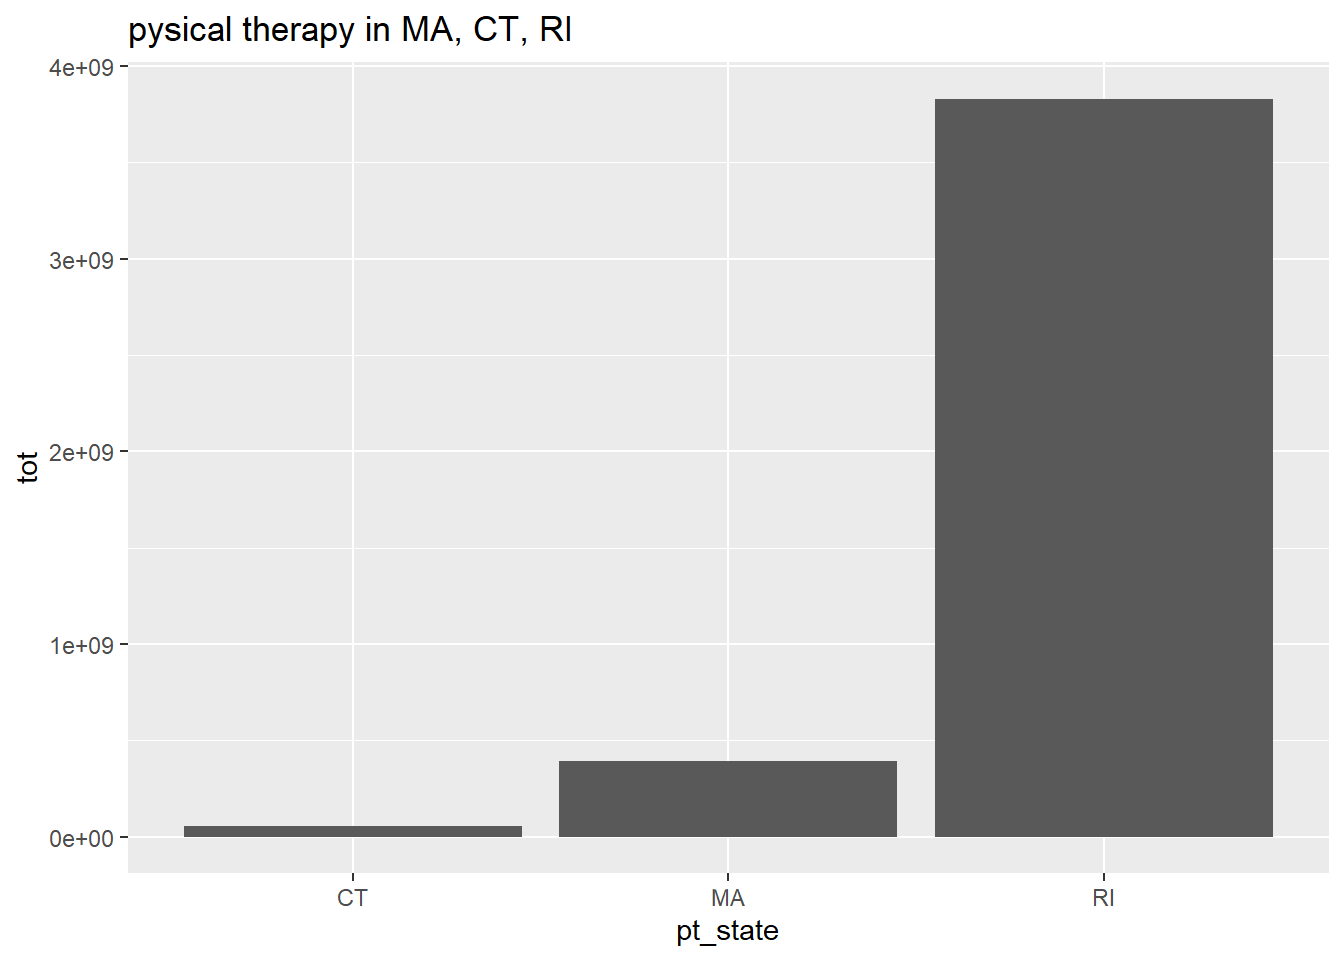 pysical therapy in MA, CT, RI
4e+09
3e+09
2e+09
1e+09
0e+00
tot
CT
MA
RI
pt_state